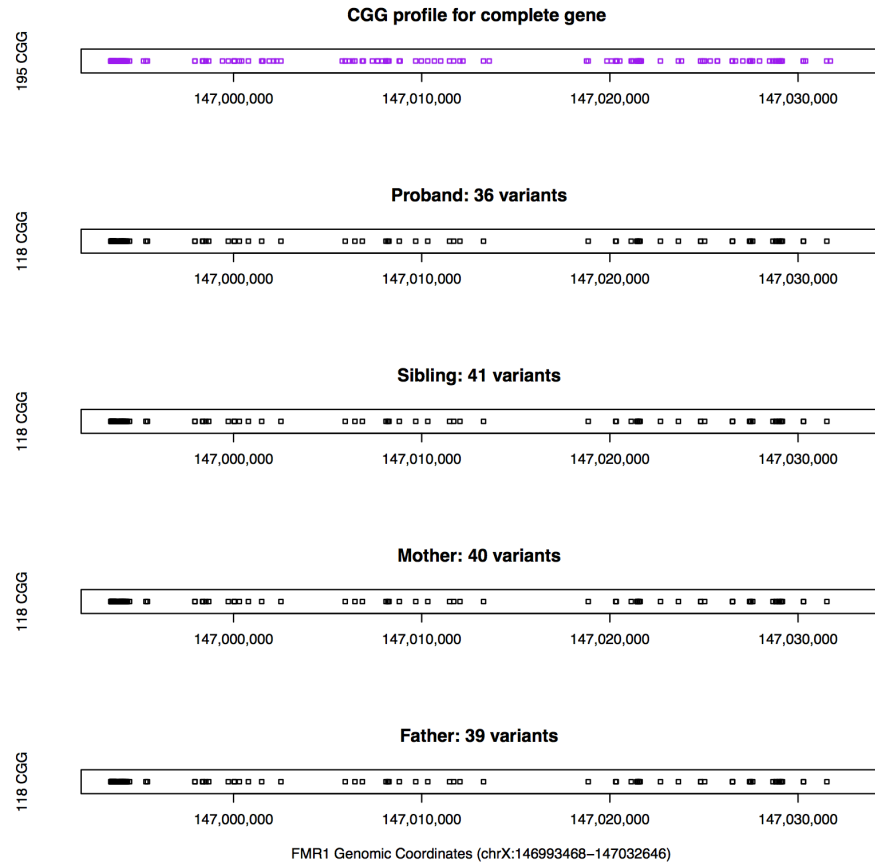 CGG profile for complete gene
195 CGG
147,000,000 147,010,000 147,020,000 147,030,000
Proband: 36 variants
118 CGG
147,000,000 147,010,000 147,020,000 147,030,000
Sibling: 41 variants
118 CGG
147,000,000 147,010,000 147,020,000 147,030,000
Mother: 40 variants
118 CGG
147,000,000 147,010,000 147,020,000 147,030,000
Father: 39 variants
118 CGG
147,000,000 147,010,000 147,020,000 147,030,000
FMR1 Genomic Coordinates (chrX:146993468−147032646)